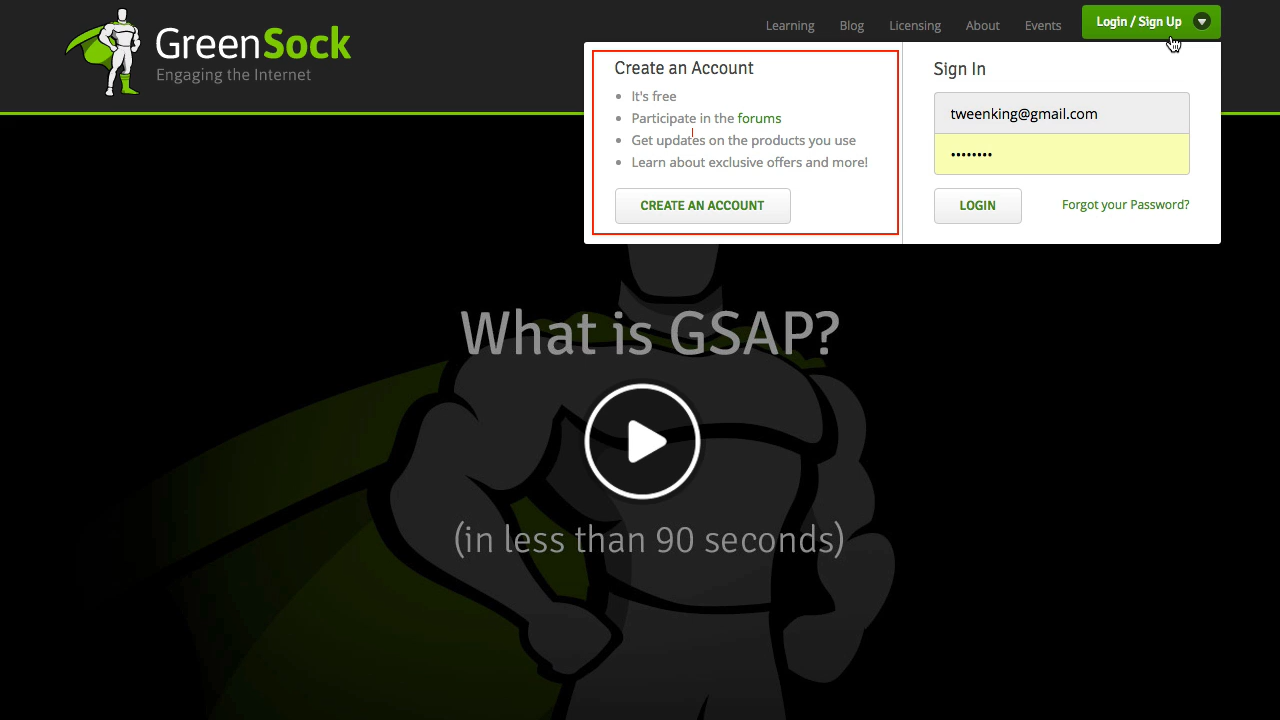 GreenSock
Engaging the Internet
Learning Blog Licensing About Events Login / Sign Up
Create an Account
It's free
Participate in the forums
Get updates on the products you use
Learn about exclusive offers and more!
CREATE AN ACCOUNT
Sign In
tweenking@gmail.com
••••••••
LOGIN Forgot your Password?
What is GSAP?
(in less than 90 seconds)